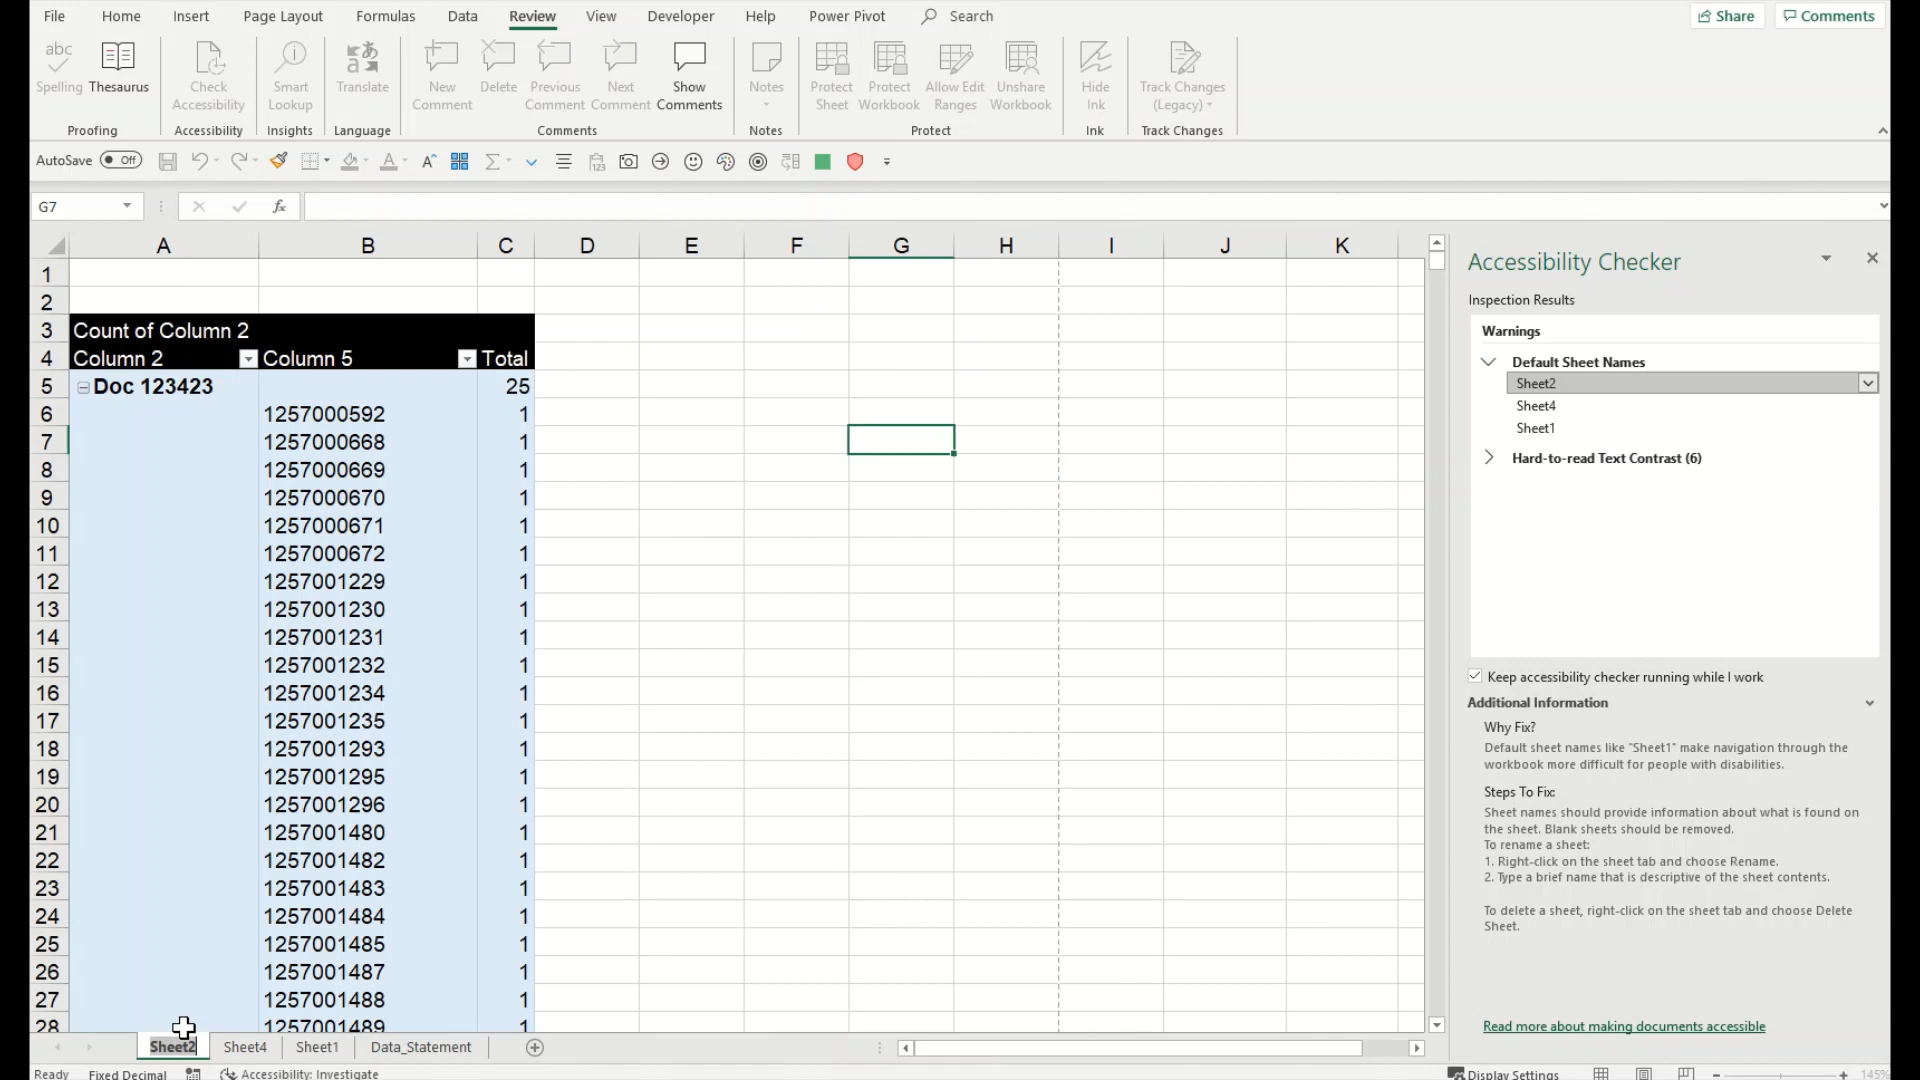 File Home Insert Page Layout Formulas Data Review View Developer Help Power Pivot Search Share Comments
abc
Spelling Thesaurus Check Accessibility Smart Lookup Translate New Comment Delete Previous Comment Next Comment Show Comments Notes Protect Sheet Protect Workbook Allow Edit Ranges Unshare Workbook Hide Ink Track Changes (Legacy)
Proofing Accessibility Insights Language Comments Notes Protect Ink Track Changes
AutoSave Off
G7 fx
A B C D E F G H I J K
1
2
3 Count of Column 2
4 Column 2 Column 5 Total
5 Doc 123423 25
6 1257000592 1
7 1257000668 1
8 1257000669 1
9 1257000670 1
10 1257000671 1
11 1257000672 1
12 1257001229 1
13 1257001230 1
14 1257001231 1
15 1257001232 1
16 1257001234 1
17 1257001235 1
18 1257001293 1
19 1257001295 1
20 1257001296 1
21 1257001480 1
22 1257001482 1
23 1257001483 1
24 1257001484 1
25 1257001485 1
26 1257001487 1
27 1257001488 1
28 1257001489 1
Sheet2 Sheet4 Sheet1 Data_Statement
Ready Fixed Decimal Accessibility: Investigate Display Settings 145%
Accessibility Checker
Inspection Results
Warnings
Default Sheet Names
Sheet2
Sheet4
Sheet1
Hard-to-read Text Contrast (6)
Keep accessibility checker running while I work
Additional Information
Why Fix?
Default sheet names like "Sheet1" make navigation through the
workbook more difficult for people with disabilities.
Steps To Fix:
Sheet names should provide information about what is found on
the sheet. Blank sheets should be removed.
To rename a sheet:
1. Right-click on the sheet tab and choose Rename.
2. Type a brief name that is descriptive of the sheet contents.
To delete a sheet, right-click on the sheet tab and choose Delete
Sheet.
Read more about making documents accessible